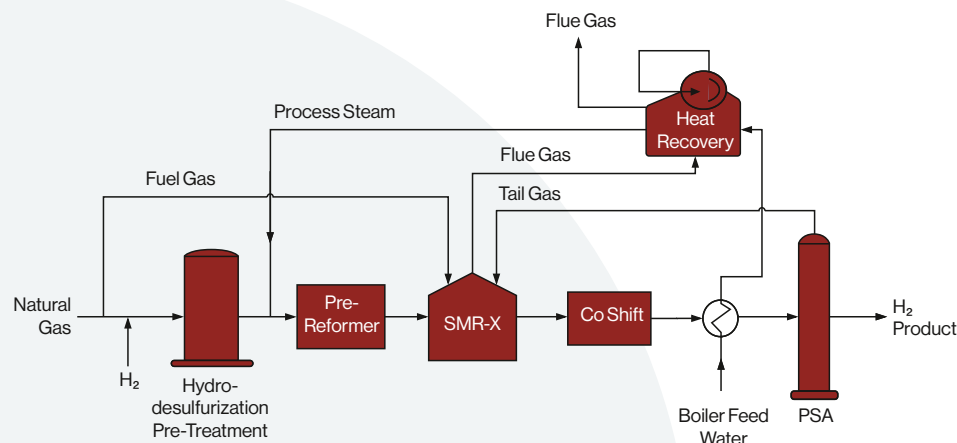 Flue Gas
Heat
Recovery
Process Steam
Flue Gas
Fuel Gas
Tail Gas
Natural
Gas
Pre-
Reformer
SMR-X
Co Shift
H₂
Product
H₂
Hydro-
desulfurization
Pre-Treatment
Boiler Feed
Water
PSA